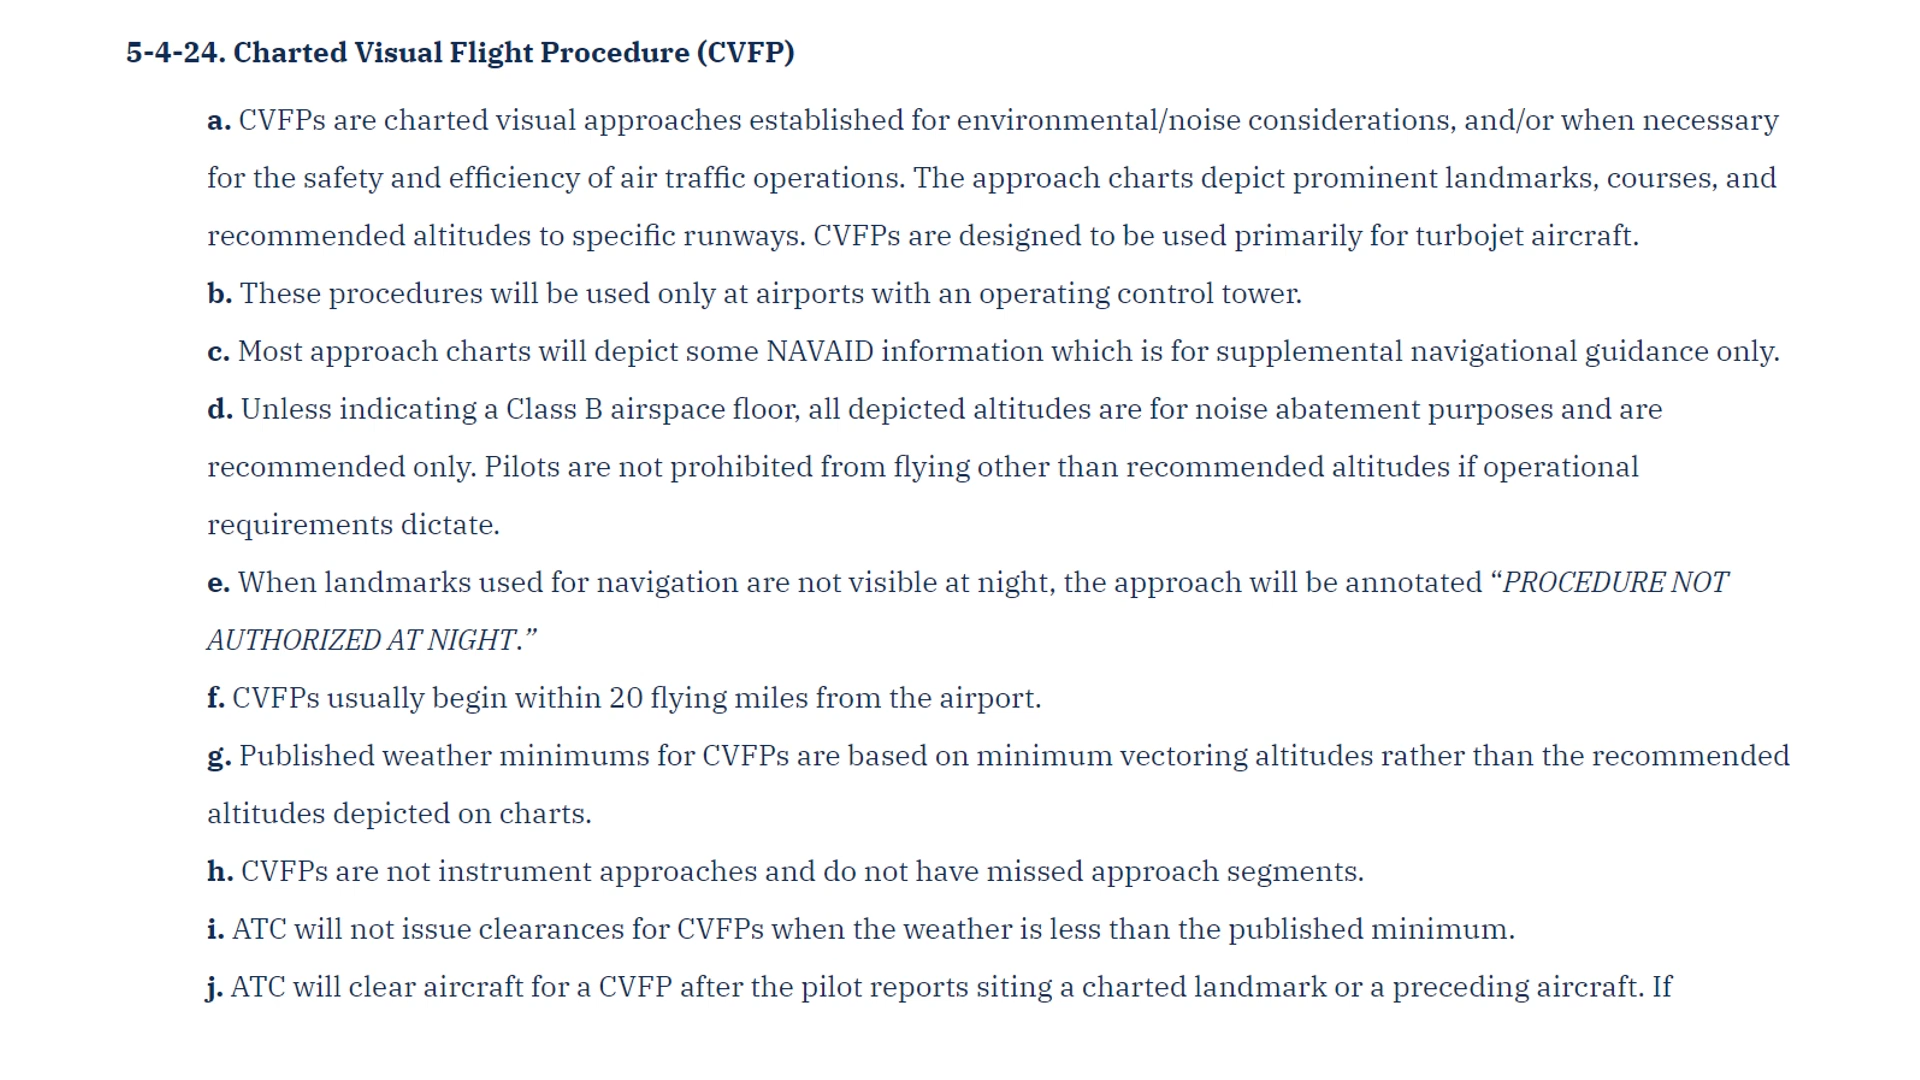 5-4-24. Charted Visual Flight Procedure (CVFP)
a. CVFPs are charted visual approaches established for environmental/noise considerations, and/or when necessary
for the safety and efficiency of air traffic operations. The approach charts depict prominent landmarks, courses, and
recommended altitudes to specific runways. CVFPs are designed to be used primarily for turbojet aircraft.
b. These procedures will be used only at airports with an operating control tower.
c. Most approach charts will depict some NAVAID information which is for supplemental navigational guidance only.
d. Unless indicating a Class B airspace floor, all depicted altitudes are for noise abatement purposes and are
recommended only. Pilots are not prohibited from flying other than recommended altitudes if operational
requirements dictate.
e. When landmarks used for navigation are not visible at night, the approach will be annotated “PROCEDURE NOT
AUTHORIZED AT NIGHT.”
f. CVFPs usually begin within 20 flying miles from the airport.
g. Published weather minimums for CVFPs are based on minimum vectoring altitudes rather than the recommended
altitudes depicted on charts.
h. CVFPs are not instrument approaches and do not have missed approach segments.
i. ATC will not issue clearances for CVFPs when the weather is less than the published minimum.
j. ATC will clear aircraft for a CVFP after the pilot reports siting a charted landmark or a preceding aircraft. If